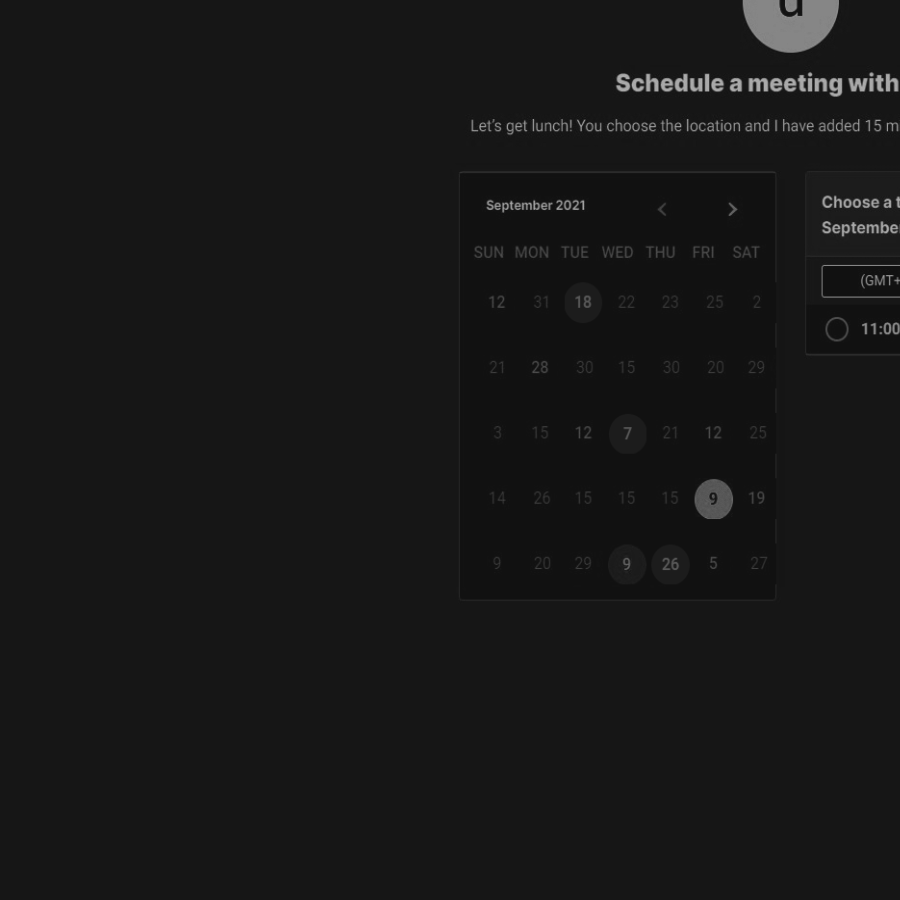 u
Schedule a meeting with
Let's get lunch! You choose the location and I have added 15 m
September 2021
SUN MON TUE WED THU FRI SAT
12 31 18 22 23 25 2
21 28 30 15 30 20 29
3 15 12 7 21 12 25
14 26 15 15 15 9 19
9 20 29 9 26 5 27
Choose a t
Septembe
(GMT+
11:00